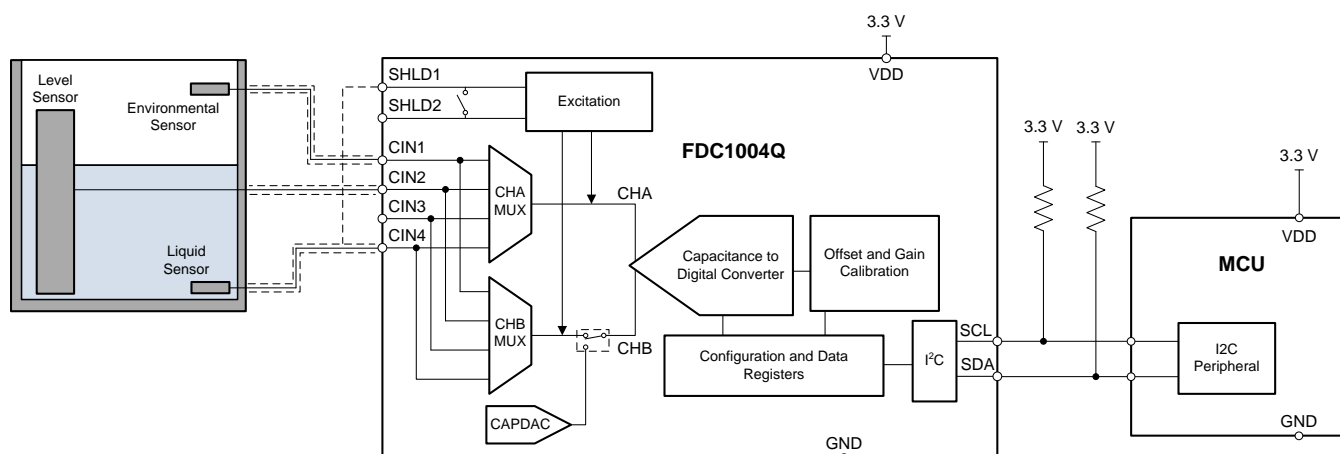 3.3 V
VDD
Level
Sensor
Environmental
Sensor
Liquid
Sensor
SHLD1
SHLD2
CIN1
CIN2
CIN3
CIN4
Excitation
FDC1004Q
CHA
MUX
CHA
CHB
MUX
CHB
CAPDAC
Capacitance to
Digital Converter
Offset and Gain
Calibration
Configuration and Data
Registers
I²C
SCL
SDA
GND
3.3 V
3.3 V
3.3 V
VDD
MCU
I2C
Peripheral
GND